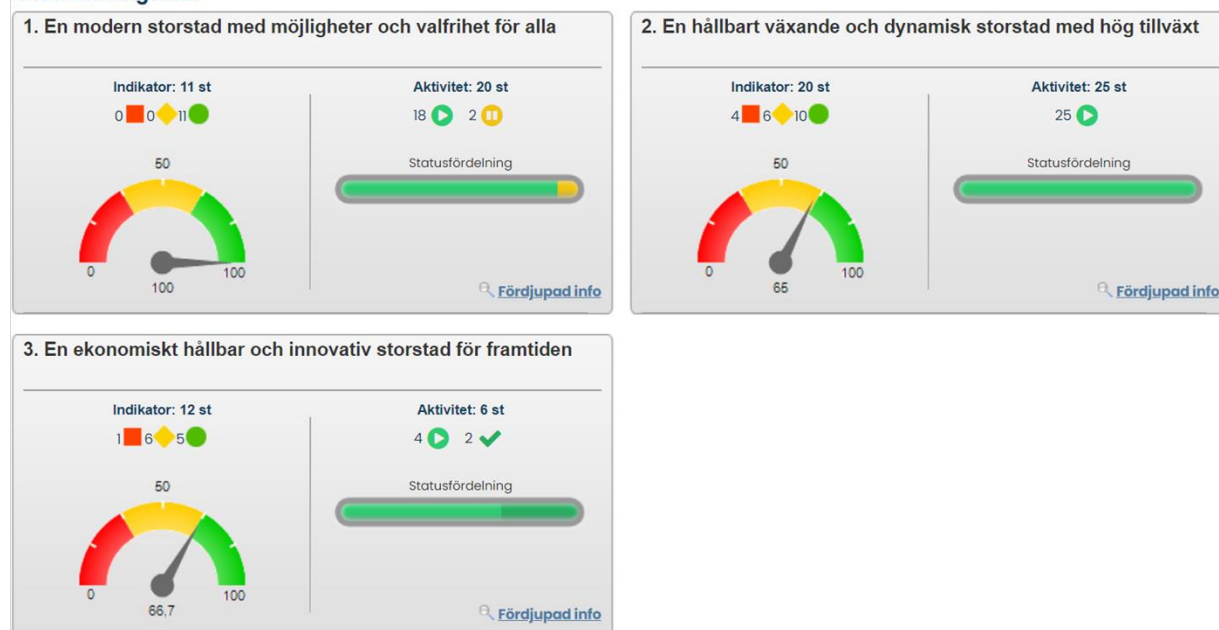 1. En modern storstad med möjligheter och valfrihet för alla
Indikator: 11 st
0 0 11
50
0
100
100
Aktivitet: 20 st
18 2
Statusfördelning
Fördjupad info
2. En hållbart växande och dynamisk storstad med hög tillväxt
Indikator: 20 st
4 6 10
50
0
100
65
Aktivitet: 25 st
25
Statusfördelning
Fördjupad info
3. En ekonomiskt hållbar och innovativ storstad för framtiden
Indikator: 12 st
1 6 5
50
0
100
66,7
Aktivitet: 6 st
4 2
Statusfördelning
Fördjupad info